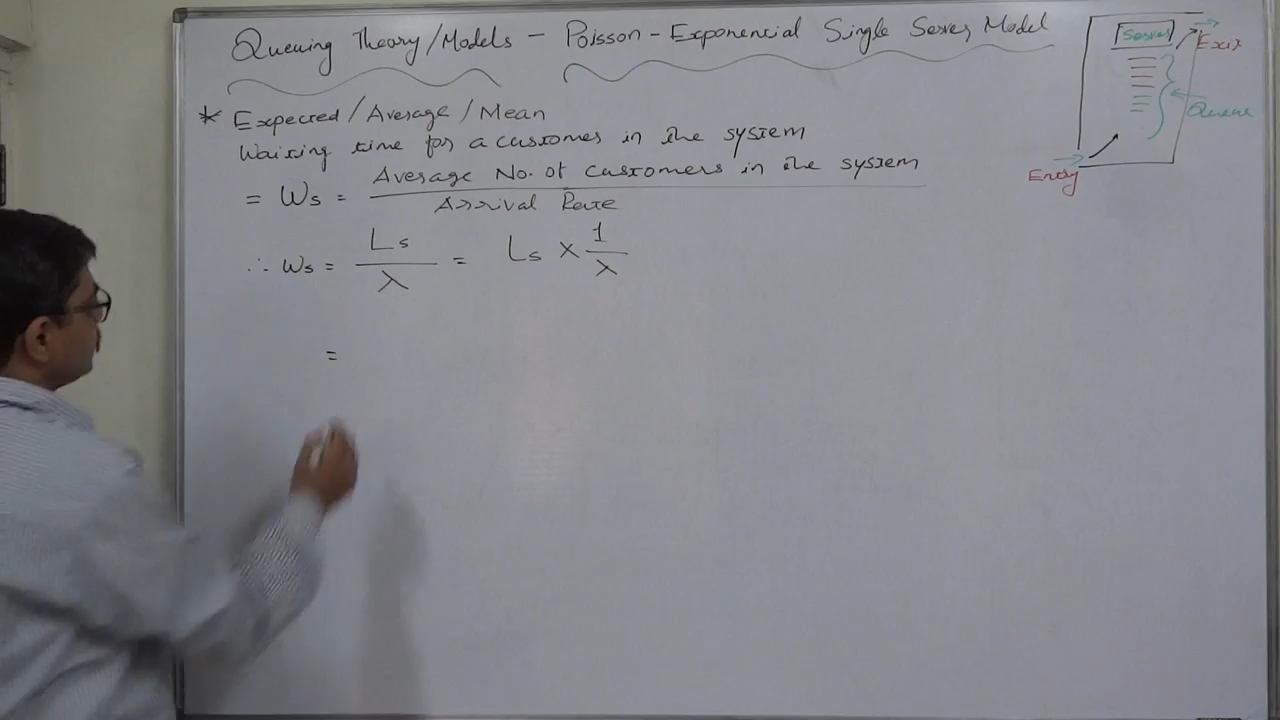 Queuing Theory/Models - Poisson-Exponencial Single Server Model
* Expected/Average/Mean
Waiting time for a customer in the system
= Ws = Average No. of customers in the system
Arrival Rate
∴ Ws = Ls / λ = Ls × 1/λ
=
Server
Exit
Queue
Entry